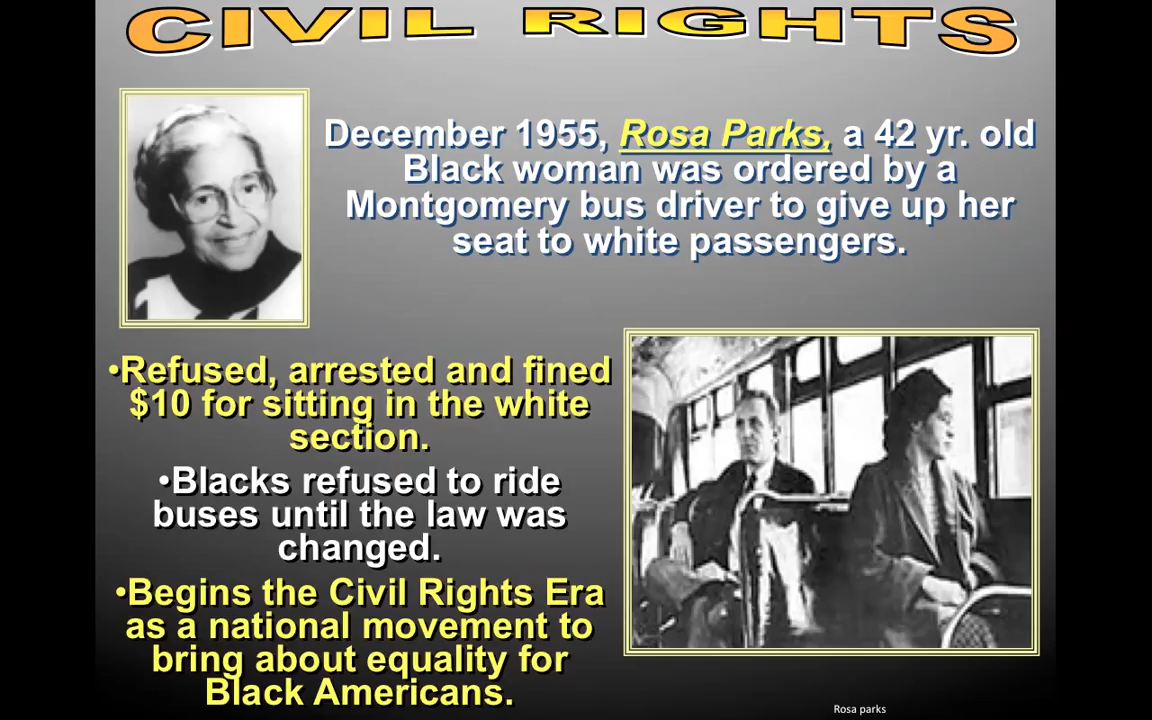 CIVIL RIGHTS
December 1955, Rosa Parks, a 42 yr. old
Black woman was ordered by a
Montgomery bus driver to give up her
seat to white passengers.
•Refused, arrested and fined
$10 for sitting in the white
section.
•Blacks refused to ride
buses until the law was
changed.
•Begins the Civil Rights Era
as a national movement to
bring about equality for
Black Americans.
Rosa parks